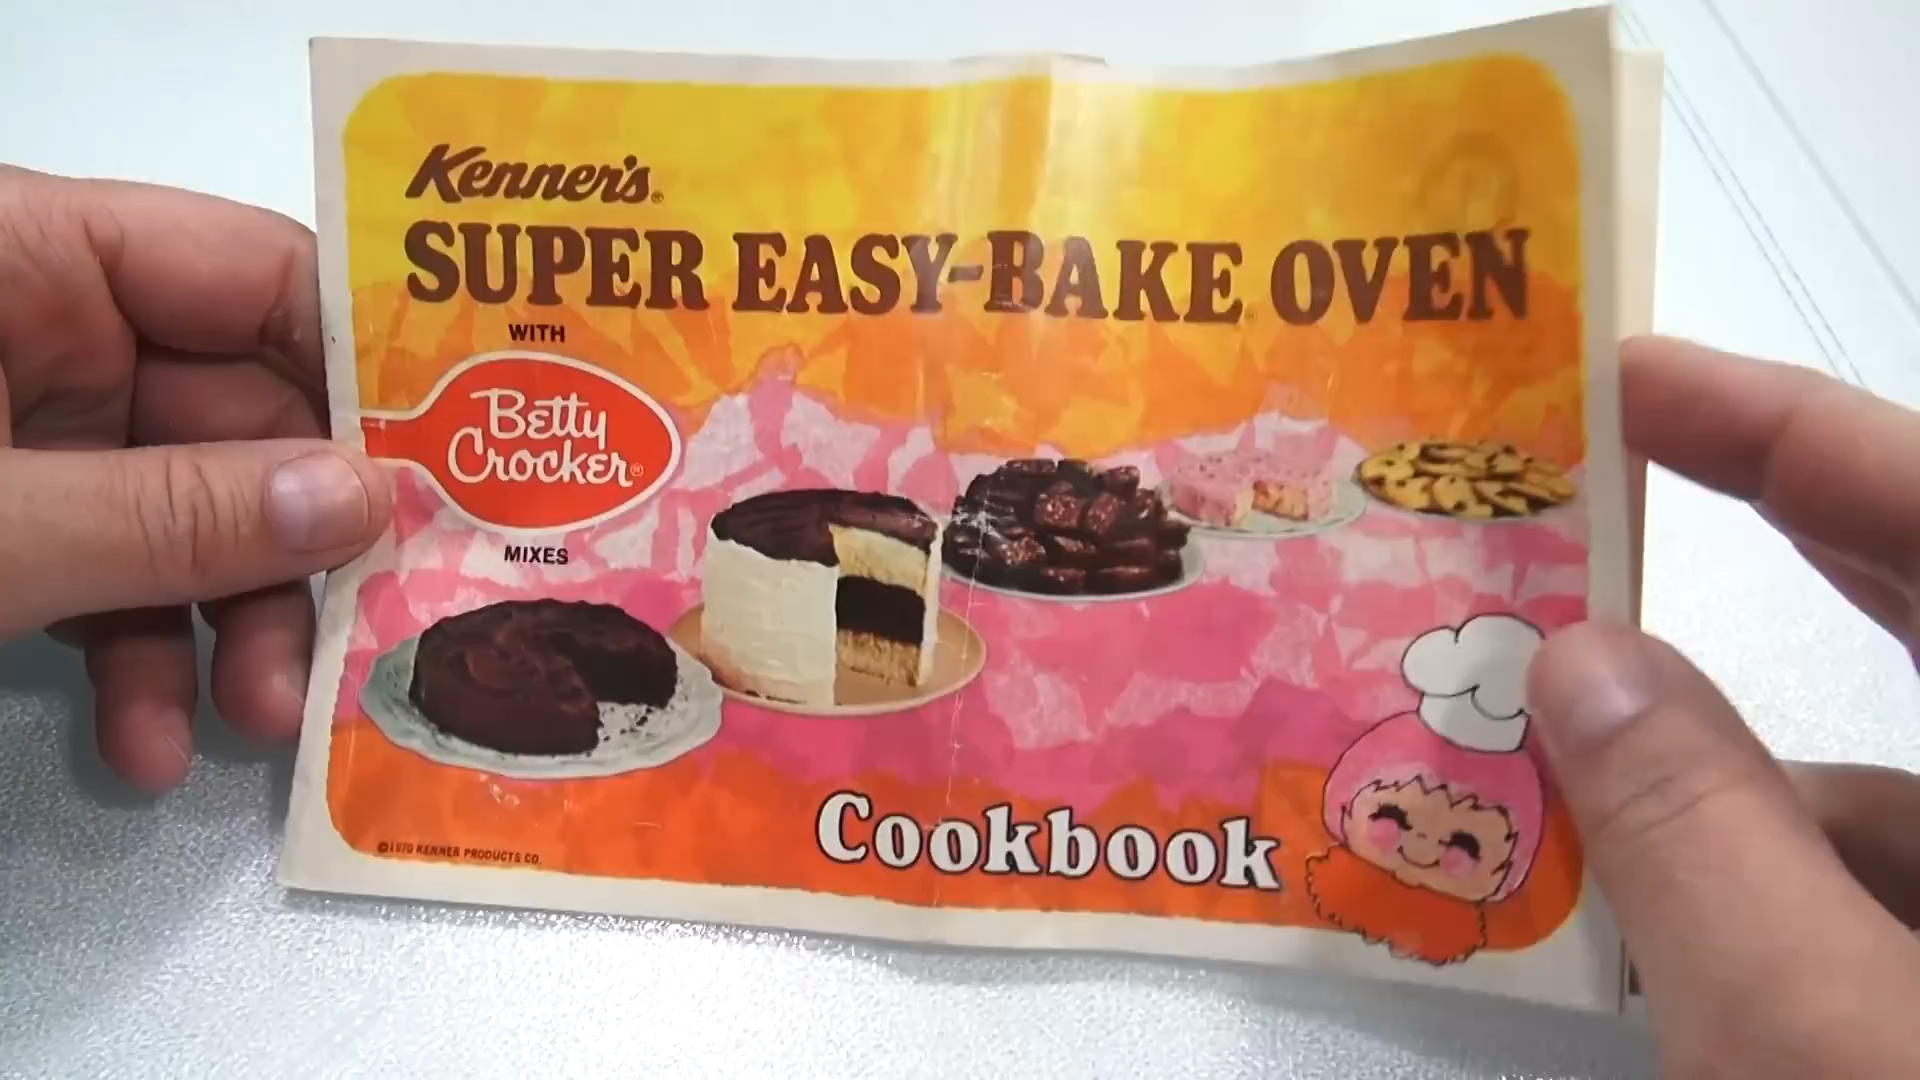 Kenner's®
SUPER EASY-BAKE OVEN
WITH
Betty
Crocker®
MIXES
Cookbook
©1970 KENNER PRODUCTS CO.